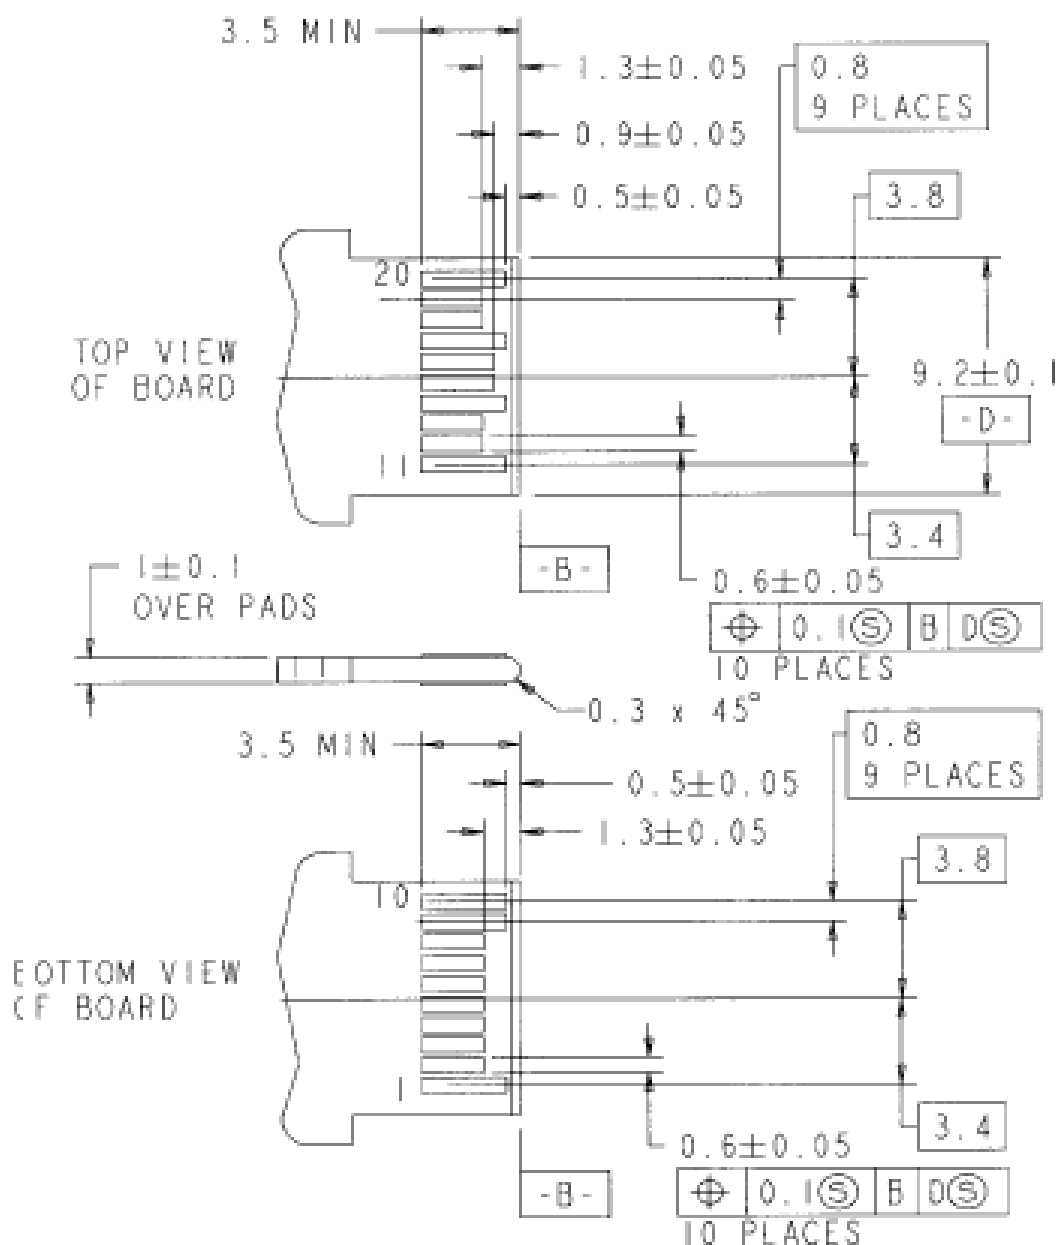 3.5 MIN
1.3±0.05
0.8
9 PLACES
0.9±0.05
0.5±0.05
3.8
20
TOP VIEW
OF BOARD
9.2±0.1
-D-
11
3.4
-B-
1±0.1
OVER PADS
0.6±0.05
⌖ 0.1Ⓢ B DⓈ
10 PLACES
0.3 x 45°
3.5 MIN
0.8
9 PLACES
0.5±0.05
1.3±0.05
3.8
10
BOTTOM VIEW
OF BOARD
1
3.4
0.6±0.05
-B-
⌖ 0.1Ⓢ B DⓈ
10 PLACES